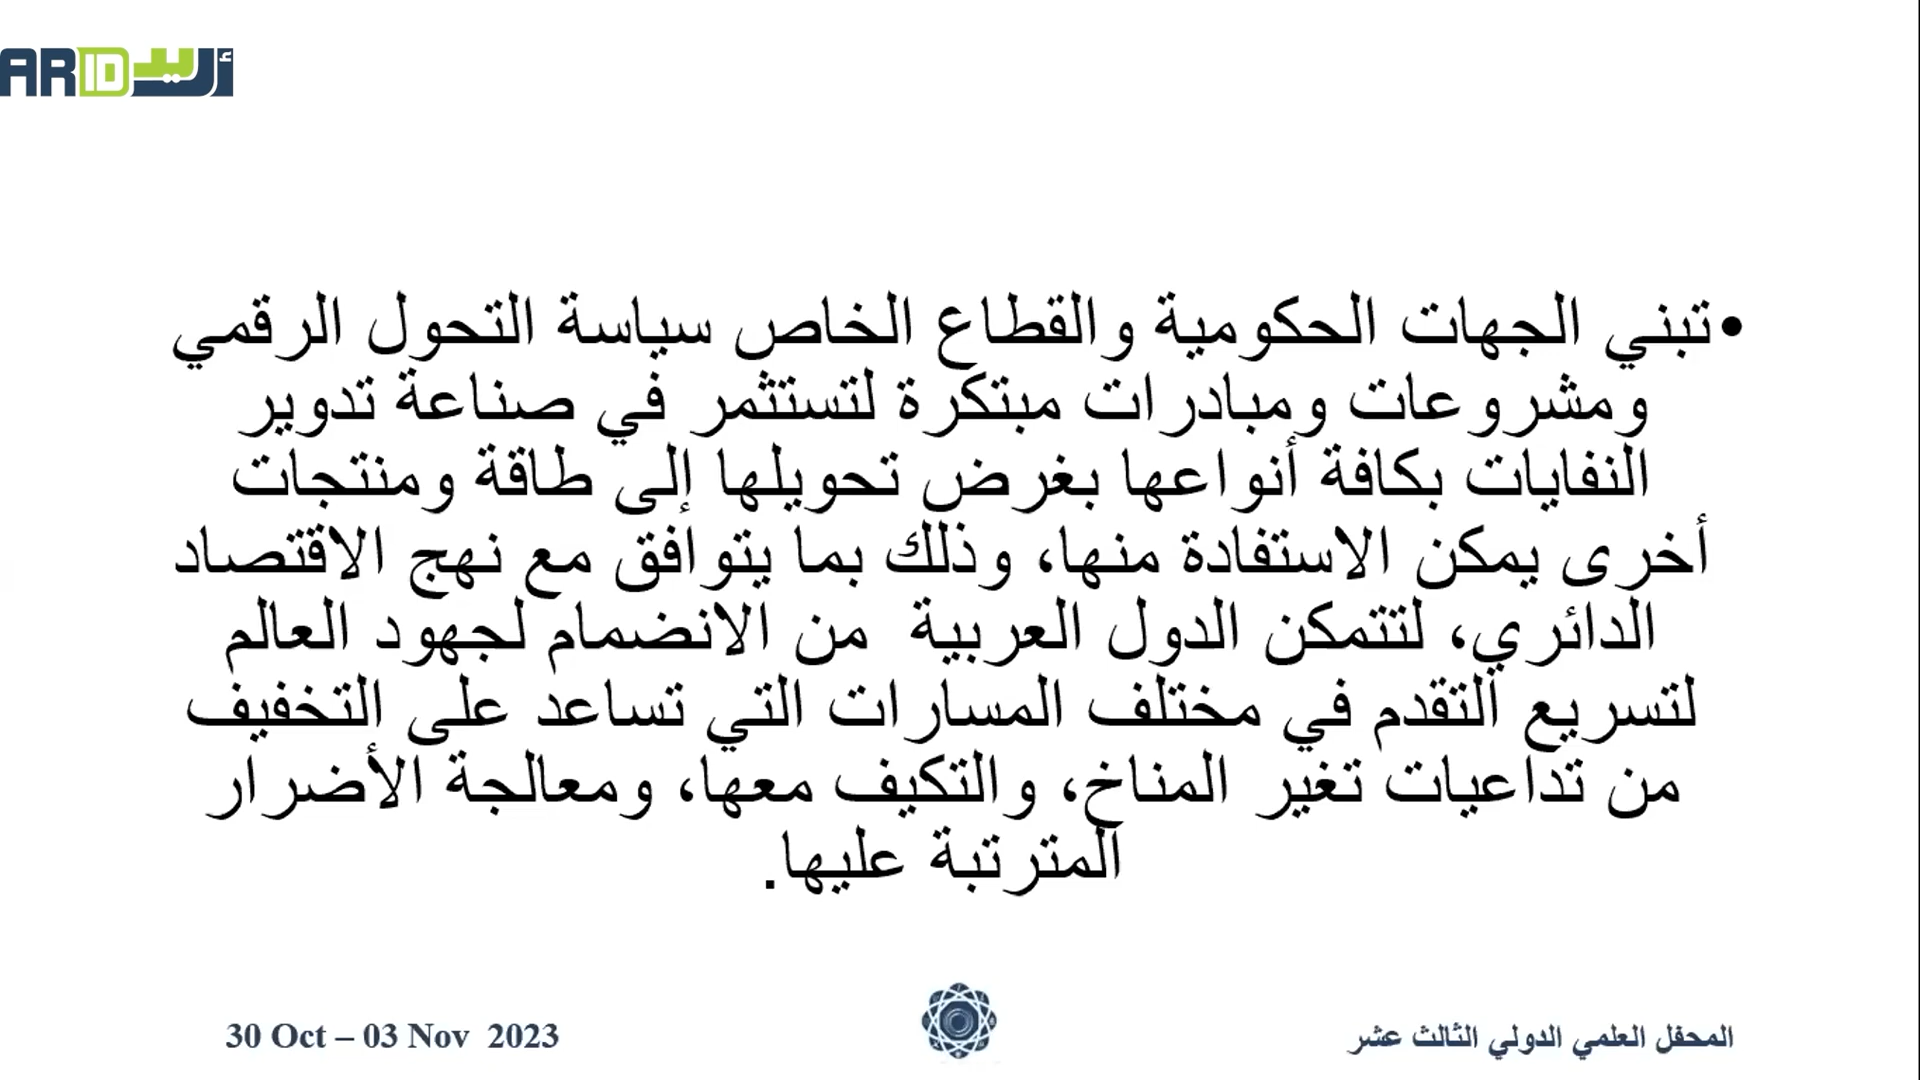 ARID أريد
•تبني الجهات الحكومية والقطاع الخاص سياسة التحول الرقمي
ومشروعات ومبادرات مبتكرة لتستثمر في صناعة تدوير
النفايات بكافة أنواعها بغرض تحويلها إلى طاقة ومنتجات
أخرى يمكن الاستفادة منها، وذلك بما يتوافق مع نهج الاقتصاد
الدائري، لتتمكن الدول العربية من الانضمام لجهود العالم
لتسريع التقدم في مختلف المسارات التي تساعد على التخفيف
من تداعيات تغير المناخ، والتكيف معها، ومعالجة الأضرار
المترتبة عليها.
المحفل العلمي الدولي الثالث عشر
30 Oct – 03 Nov 2023